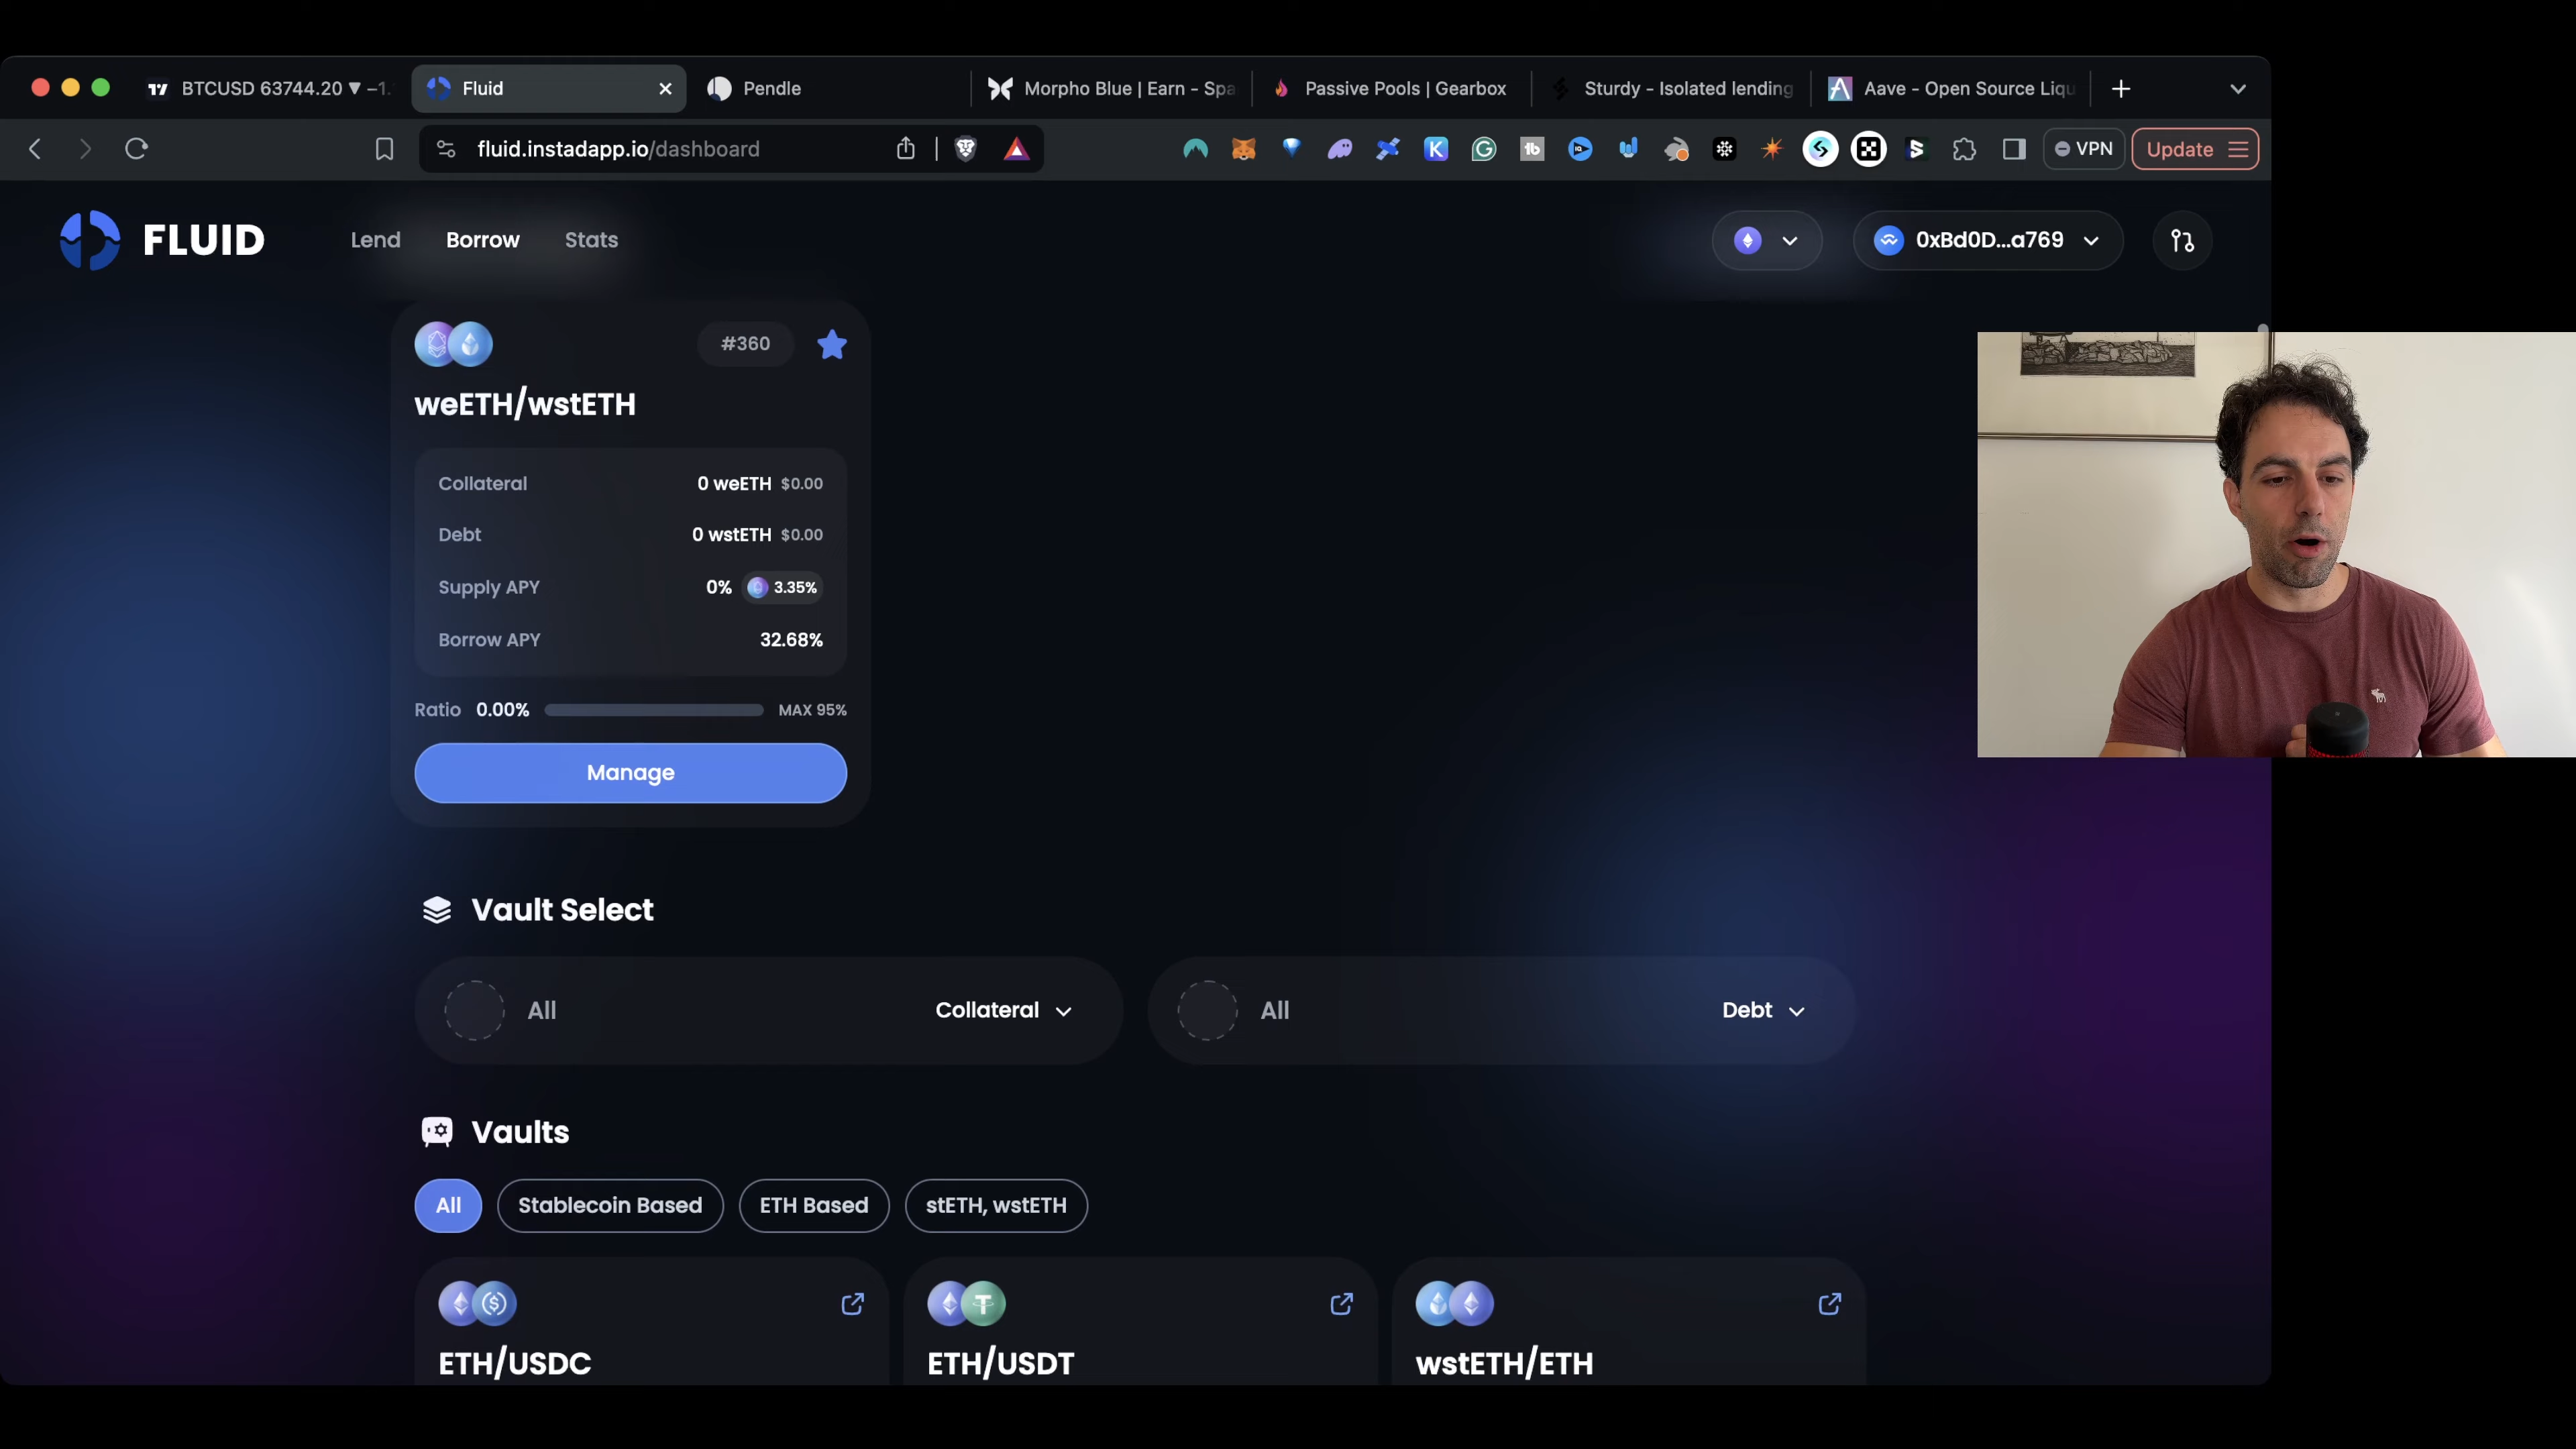 BTCUSD 63744.20 ▼ −1.
Fluid
Pendle
Morpho Blue | Earn - Spa
Passive Pools | Gearbox
Sturdy - Isolated lending
Aave - Open Source Liqu
fluid.instadapp.io/dashboard
VPN
Update
FLUID
Lend
Borrow
Stats
0xBd0D...a769
#360
weETH/wstETH
Collateral 0 weETH $0.00
Debt 0 wstETH $0.00
Supply APY 0% 3.35%
Borrow APY 32.68%
Ratio 0.00% MAX 95%
Manage
Vault Select
All Collateral
All Debt
Vaults
All
Stablecoin Based
ETH Based
stETH, wstETH
ETH/USDC
ETH/USDT
wstETH/ETH